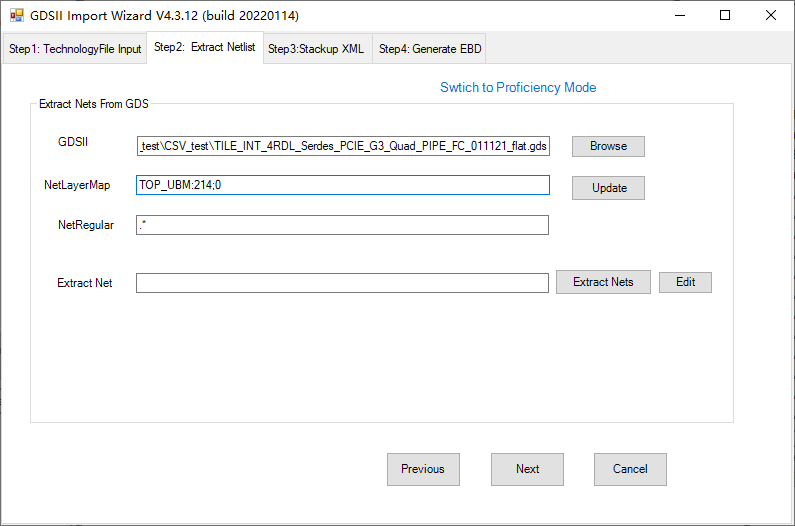 GDSII Import Wizard V4.3.12 (build 20220114)
Step1: TechnologyFile Input Step2: Extract Netlist Step3:Stackup XML Step4: Generate EBD
Swtich to Proficiency Mode
Extract Nets From GDS
GDSII _test\CSV_test\TILE_INT_4RDL_Serdes_PCIE_G3_Quad_PIPE_FC_011121_flat.gds Browse
NetLayerMap TOP_UBM:214;0 Update
NetRegular .*
Extract Net Extract Nets Edit
Previous Next Cancel